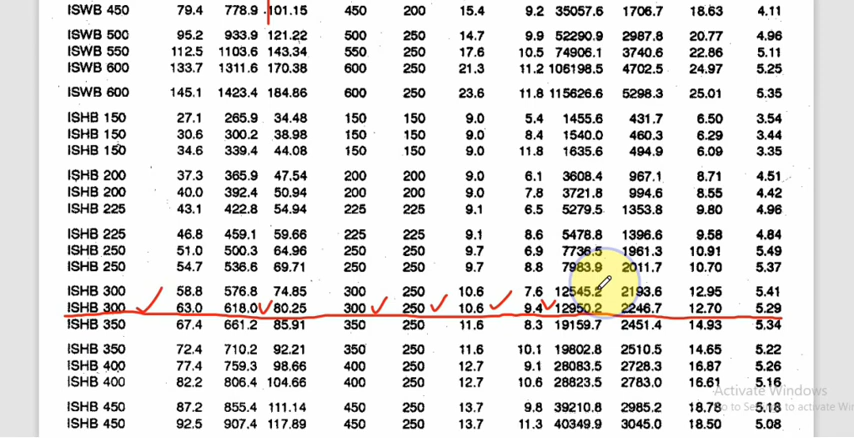 ISWB 450 79.4 778.9 101.15 450 200 15.4 9.2 35057.6 1706.7 18.63 4.11
ISWB 500 95.2 933.9 121.22 500 250 14.7 9.9 52290.9 2987.8 20.77 4.96
ISWB 550 112.5 1103.6 143.34 550 250 17.6 10.5 74906.1 3740.6 22.86 5.11
ISWB 600 133.7 1311.6 170.38 600 250 21.3 11.2 106198.5 4702.5 24.97 5.25
ISWB 600 145.1 1423.4 184.86 600 250 23.6 11.8 115626.6 5298.3 25.01 5.35
ISHB 150 27.1 265.9 34.48 150 150 9.0 5.4 1455.6 431.7 6.50 3.54
ISHB 150 30.6 300.2 38.98 150 150 9.0 8.4 1540.0 460.3 6.29 3.44
ISHB 150 34.6 339.4 44.08 150 150 9.0 11.8 1635.6 494.9 6.09 3.35
ISHB 200 37.3 365.9 47.54 200 200 9.0 6.1 3608.4 967.1 8.71 4.51
ISHB 200 40.0 392.4 50.94 200 200 9.0 7.8 3721.8 994.6 8.55 4.42
ISHB 225 43.1 422.8 54.94 225 225 9.1 6.5 5279.5 1353.8 9.80 4.96
ISHB 225 46.8 459.1 59.66 225 225 9.1 8.6 5478.8 1396.6 9.58 4.84
ISHB 250 51.0 500.3 64.96 250 250 9.7 6.9 7736.5 1961.3 10.91 5.49
ISHB 250 54.7 536.6 69.71 250 250 9.7 8.8 7983.9 2011.7 10.70 5.37
ISHB 300 58.8 576.8 74.85 300 250 10.6 7.6 12545.2 2193.6 12.95 5.41
ISHB 300 63.0 618.0 80.25 300 250 10.6 9.4 12950.2 2246.7 12.70 5.29
ISHB 350 67.4 661.2 85.91 350 250 11.6 8.3 19159.7 2451.4 14.93 5.34
ISHB 350 72.4 710.2 92.21 350 250 11.6 10.1 19802.8 2510.5 14.65 5.22
ISHB 400 77.4 759.3 98.66 400 250 12.7 9.1 28083.5 2728.3 16.87 5.26
ISHB 400 82.2 806.4 104.66 400 250 12.7 10.6 28823.5 2783.0 16.61 5.16
Activate Windows
ISHB 450 87.2 855.4 111.14 450 250 13.7 9.8 39210.8 2985.2 18.78
Go to Settings to activate Win
ISHB 450 92.5 907.4 117.89 450 250 13.7 11.3 40349.9 3045.0 18.50 5.08